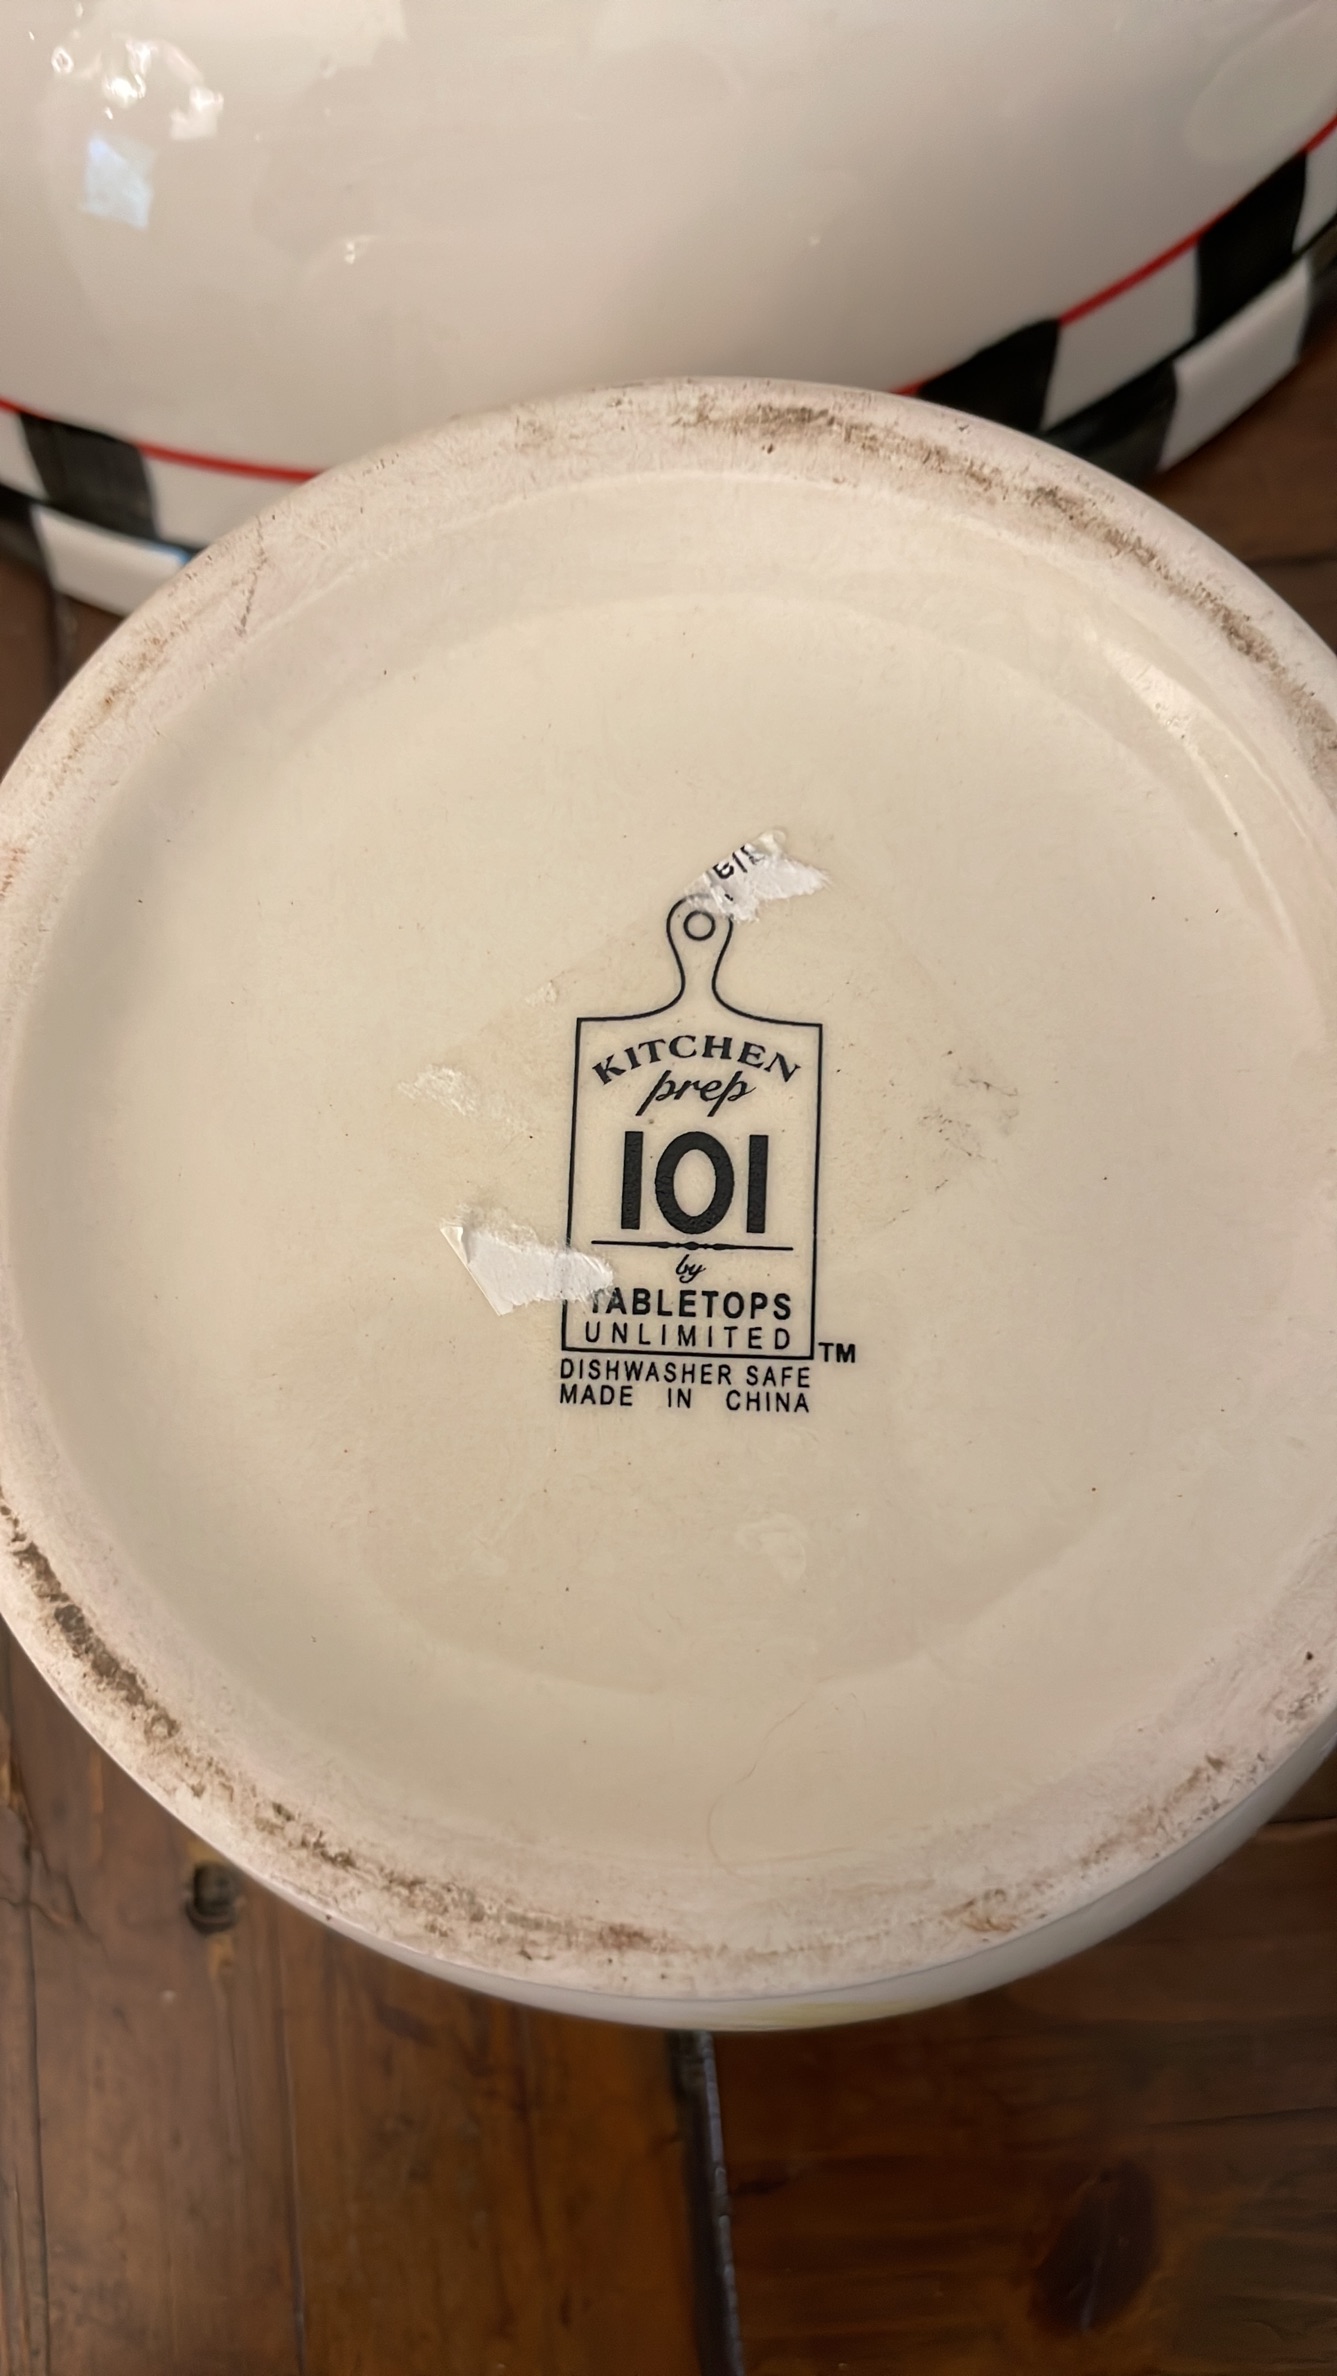 KITCHEN
prep
101
by
TABLETOPS
UNLIMITED
TM
DISHWASHER SAFE
MADE IN CHINA